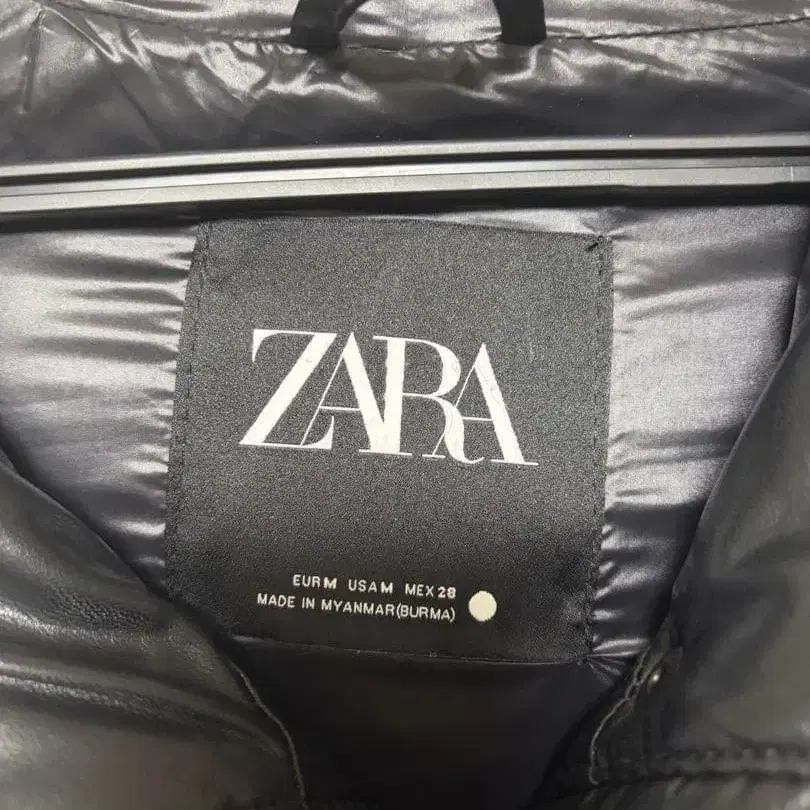 ZARA
EUR M USA M MEX 28
MADE IN MYANMAR(BURMA)